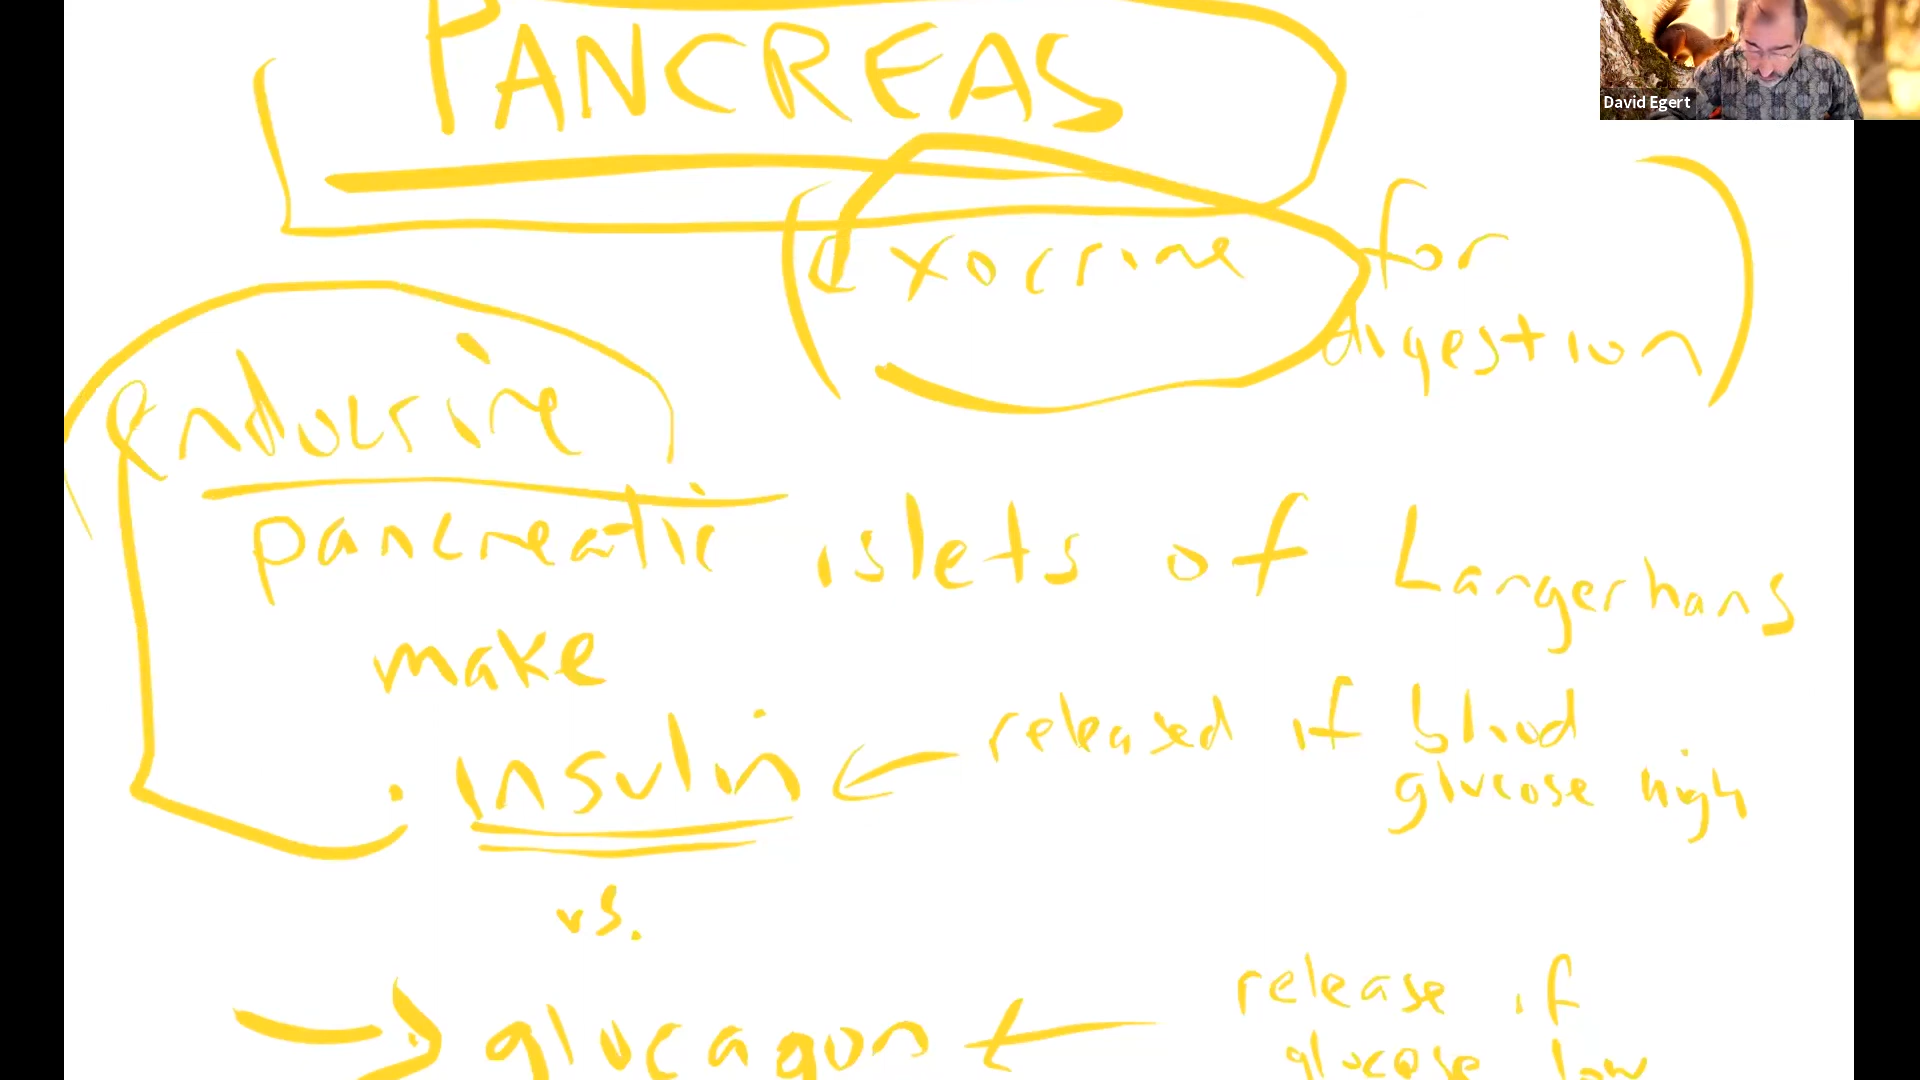 PANCREAS
David Egert
(exocrine for
digestion)
endocrine
pancreatic islets of Langerhans
make
. insulin ← released if blood
glucose high
vs.
→ glucagon ← release if
glucose low